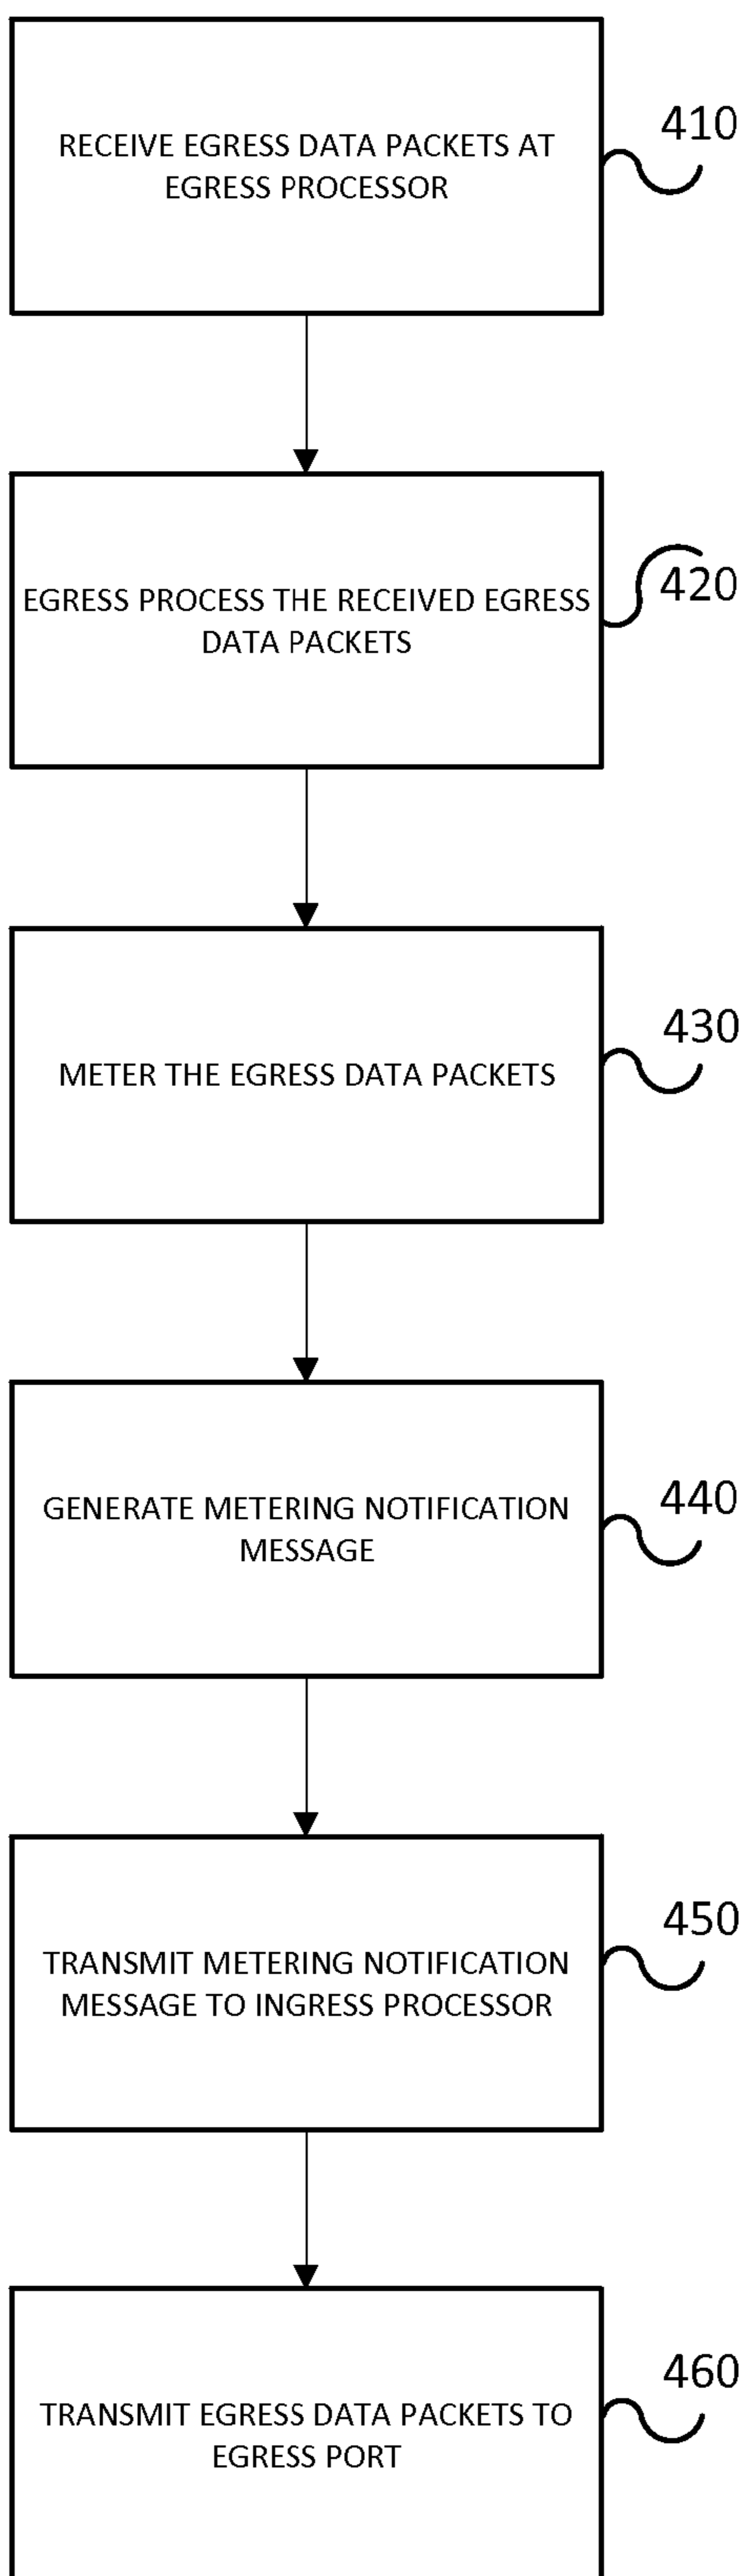 410
RECEIVE EGRESS DATA PACKETS AT
EGRESS PROCESSOR
420
EGRESS PROCESS THE RECEIVED EGRESS
DATA PACKETS
430
METER THE EGRESS DATA PACKETS
440
GENERATE METERING NOTIFICATION
MESSAGE
450
TRANSMIT METERING NOTIFICATION
MESSAGE TO INGRESS PROCESSOR
460
TRANSMIT EGRESS DATA PACKETS TO
EGRESS PORT